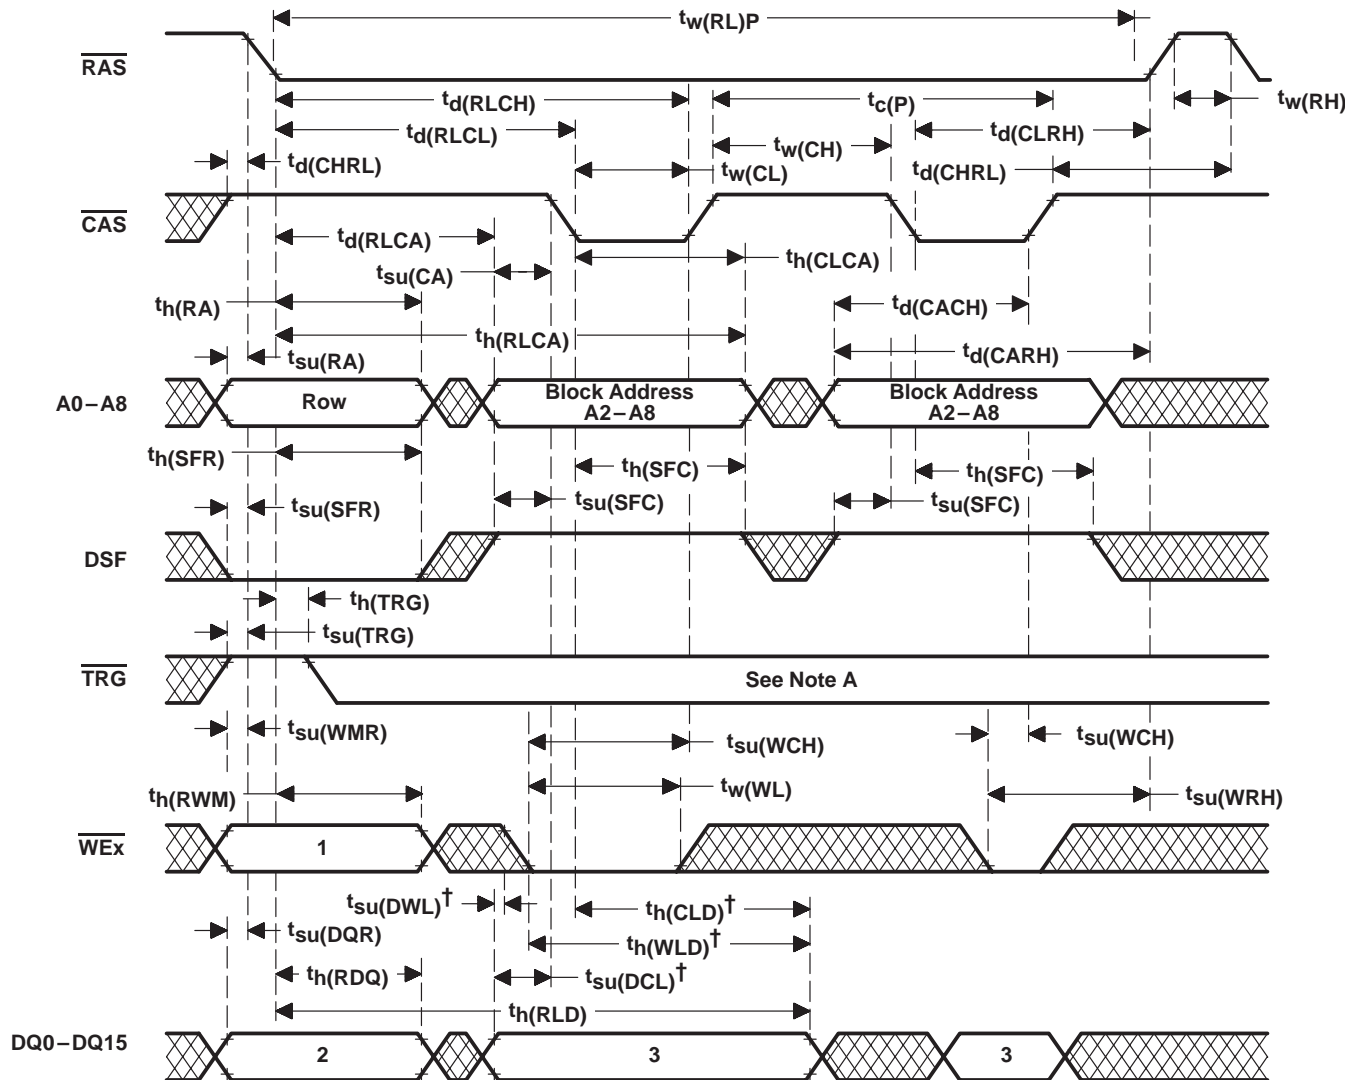 tw(RL)P
RAS
td(RLCH)
tc(P)
tw(RH)
td(RLCL)
td(CLRH)
tw(CH)
td(CHRL)
tw(CL)
td(CHRL)
CAS
td(RLCA)
th(CLCA)
tsu(CA)
th(RA)
td(CACH)
th(RLCA)
tsu(RA)
td(CARH)
A0–A8
Row
Block Address
A2–A8
Block Address
A2–A8
th(SFR)
th(SFC)
th(SFC)
tsu(SFR)
tsu(SFC)
tsu(SFC)
DSF
th(TRG)
tsu(TRG)
TRG
See Note A
tsu(WMR)
tsu(WCH)
tsu(WCH)
th(RWM)
tw(WL)
tsu(WRH)
WEx
1
tsu(DWL)†
th(CLD)†
tsu(DQR)
th(WLD)†
th(RDQ)
tsu(DCL)†
th(RLD)
DQ0–DQ15
2
3
3